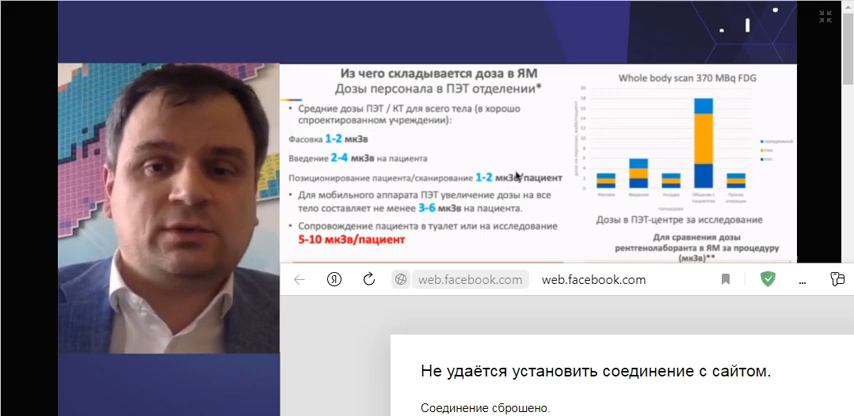 Из чего складывается доза в ЯМ
Дозы персонала в ПЭТ отделении*
• Средние дозы ПЭТ / КТ для всего тела (в хорошо
спроектированном учреждении):
Фасовка 1-2 мкЗв
Введение 2-4 мкЗв на пациента
Позиционирование пациента/сканирование 1-2 мкЗв/пациент
• Для мобильного аппарата ПЭТ увеличение дозы на все
тело составляет не менее 3-6 мкЗв на пациента.
• Сопровождение пациента в туалет или на исследование
5-10 мкЗв/пациент
Whole body scan 370 MBq FDG
Дозы в ПЭТ-центре за исследование
Для сравнения дозы
рентгенолаборанта в ЯМ за процедуру
(мкЗв)**
web.facebook.com web.facebook.com
Не удаётся установить соединение с сайтом.
Соединение сброшено.